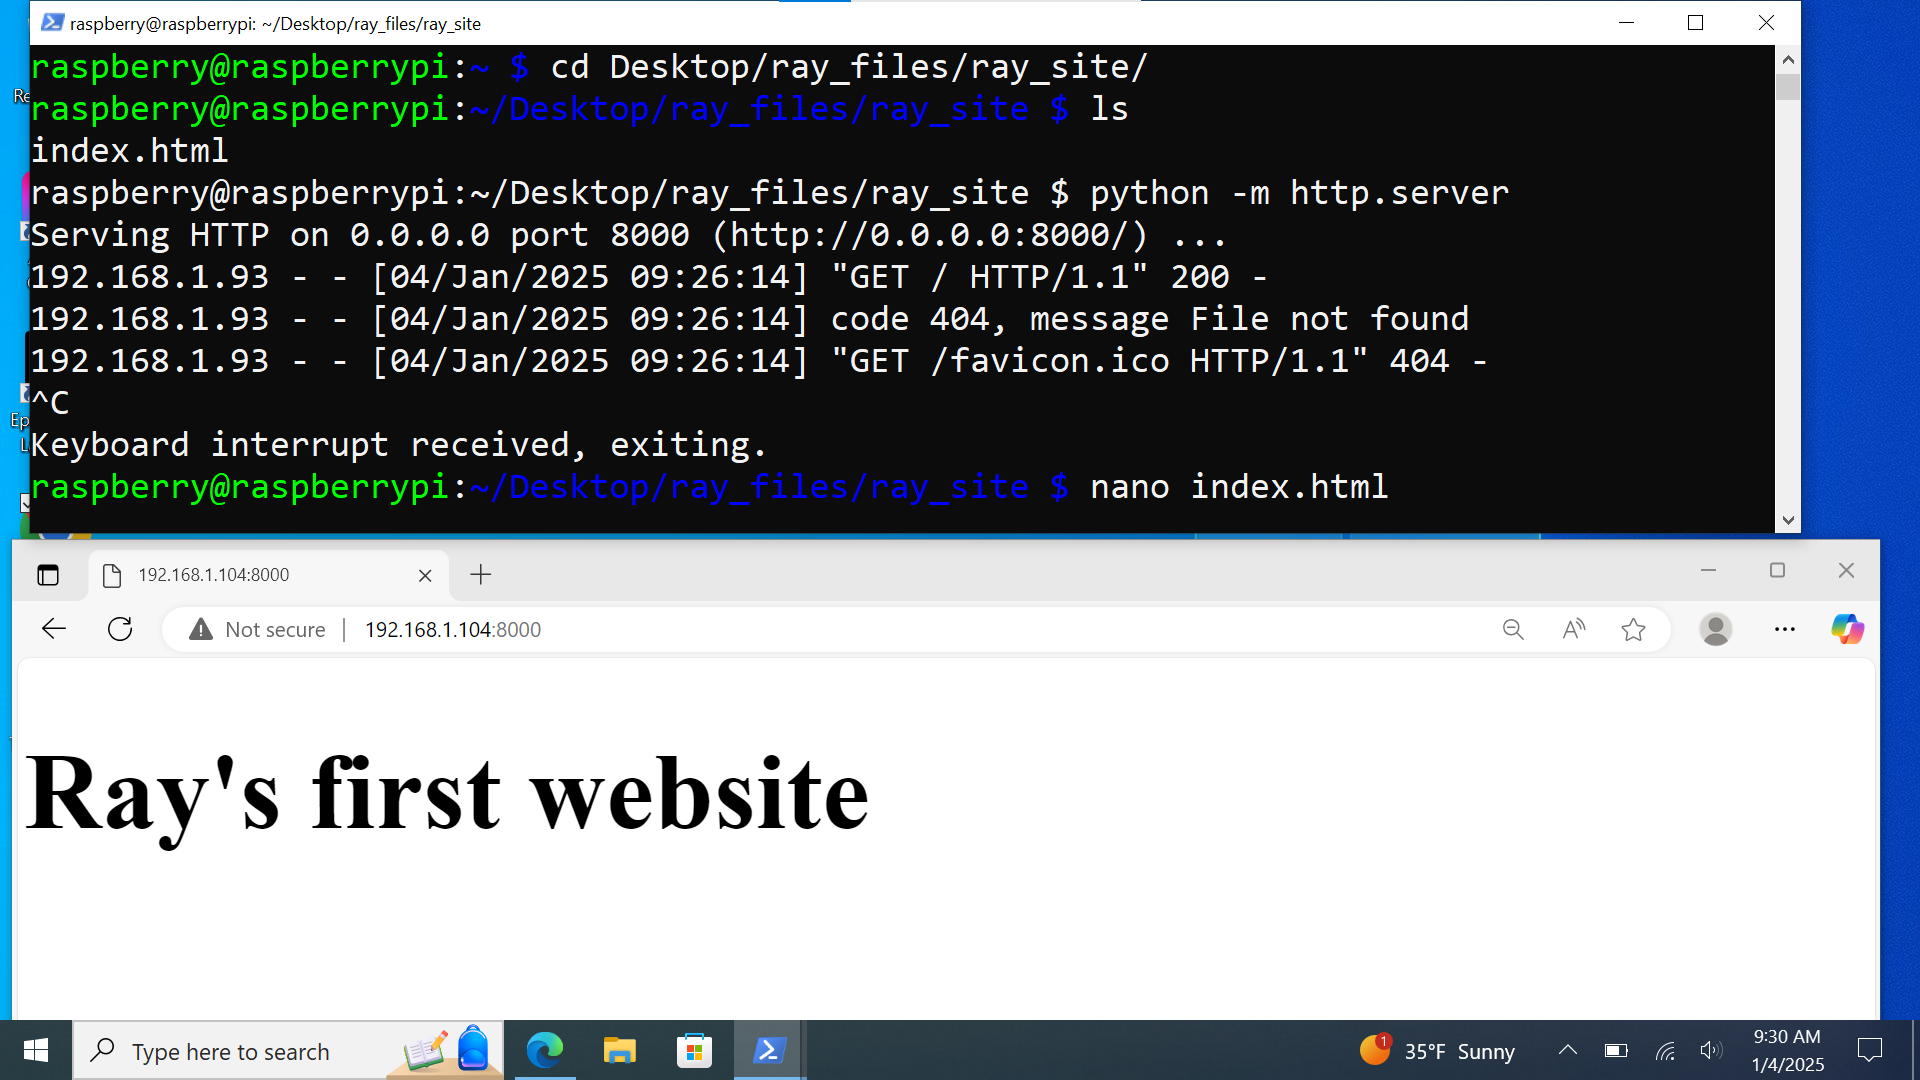 raspberry@raspberrypi: ~/Desktop/ray_files/ray_site
raspberry@raspberrypi:~ $ cd Desktop/ray_files/ray_site/
raspberry@raspberrypi:~/Desktop/ray_files/ray_site $ ls
index.html
raspberry@raspberrypi:~/Desktop/ray_files/ray_site $ python -m http.server
Serving HTTP on 0.0.0.0 port 8000 (http://0.0.0.0:8000/) ...
192.168.1.93 - - [04/Jan/2025 09:26:14] "GET / HTTP/1.1" 200 -
192.168.1.93 - - [04/Jan/2025 09:26:14] code 404, message File not found
192.168.1.93 - - [04/Jan/2025 09:26:14] "GET /favicon.ico HTTP/1.1" 404 -
^C
Keyboard interrupt received, exiting.
raspberry@raspberrypi:~/Desktop/ray_files/ray_site $ nano index.html
192.168.1.104:8000
Not secure | 192.168.1.104:8000
Ray's first website
Type here to search
1
35°F Sunny
9:30 AM
1/4/2025